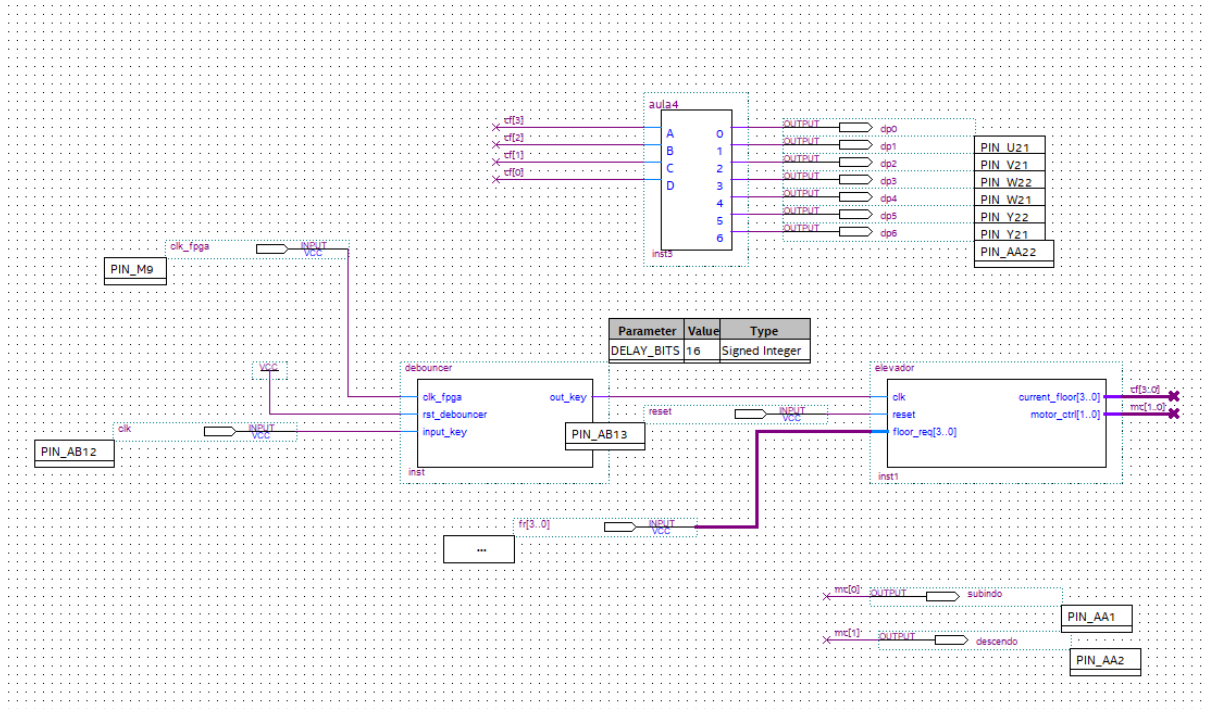 aula4
cf[3]
cf[2]
cf[1]
cf[0]
A
B
C
D
0
1
2
3
4
5
6
inst3
OUTPUT dp0
OUTPUT dp1
OUTPUT dp2
OUTPUT dp3
OUTPUT dp4
OUTPUT dp5
OUTPUT dp6
PIN_U21
PIN_V21
PIN_W22
PIN_W21
PIN_Y22
PIN_Y21
PIN_AA22
clk_fpga INPUT
VCC
PIN_M9
Parameter Value Type
DELAY_BITS 16 Signed Integer
VCC
debouncer
clk_fpga out_key
rst_debouncer
input_key
inst
clk INPUT
VCC
PIN_AB12
reset INPUT
VCC
PIN_AB13
elevador
clk current_floor[3..0]
reset motor_ctrl[1..0]
floor_req[3..0]
inst1
cf[3..0]
mc[1..0]
fr[3..0] INPUT
VCC
...
mc[0] OUTPUT subindo
PIN_AA1
mc[1] OUTPUT descendo
PIN_AA2